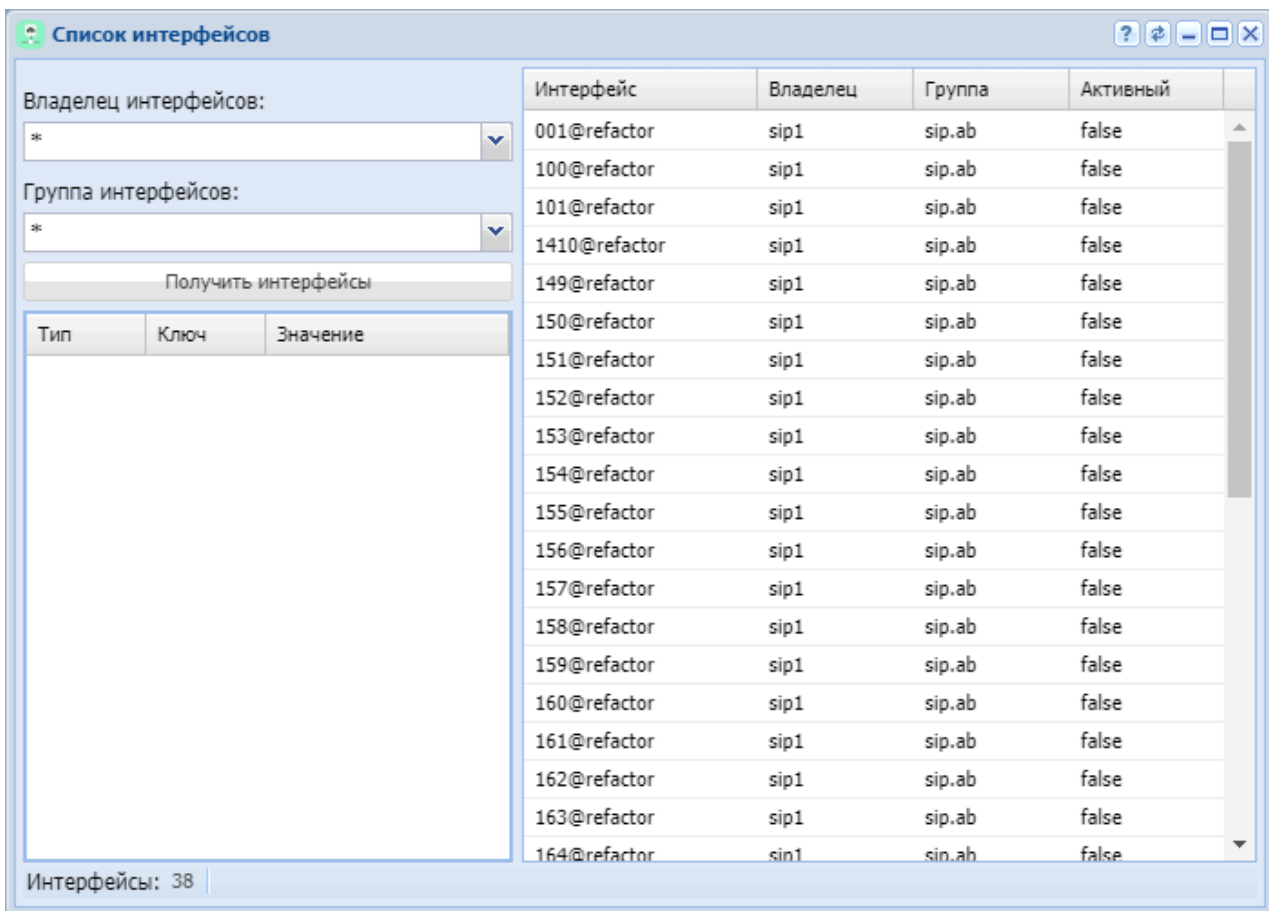 Список интерфейсов
Владелец интерфейсов:
*
Группа интерфейсов:
*
Получить интерфейсы
Тип Ключ Значение
Интерфейс Владелец Группа Активный
001@refactor sip1 sip.ab false
100@refactor sip1 sip.ab false
101@refactor sip1 sip.ab false
1410@refactor sip1 sip.ab false
149@refactor sip1 sip.ab false
150@refactor sip1 sip.ab false
151@refactor sip1 sip.ab false
152@refactor sip1 sip.ab false
153@refactor sip1 sip.ab false
154@refactor sip1 sip.ab false
155@refactor sip1 sip.ab false
156@refactor sip1 sip.ab false
157@refactor sip1 sip.ab false
158@refactor sip1 sip.ab false
159@refactor sip1 sip.ab false
160@refactor sip1 sip.ab false
161@refactor sip1 sip.ab false
162@refactor sip1 sip.ab false
163@refactor sip1 sip.ab false
164@refactor sip1 sip.ab false
Интерфейсы: 38